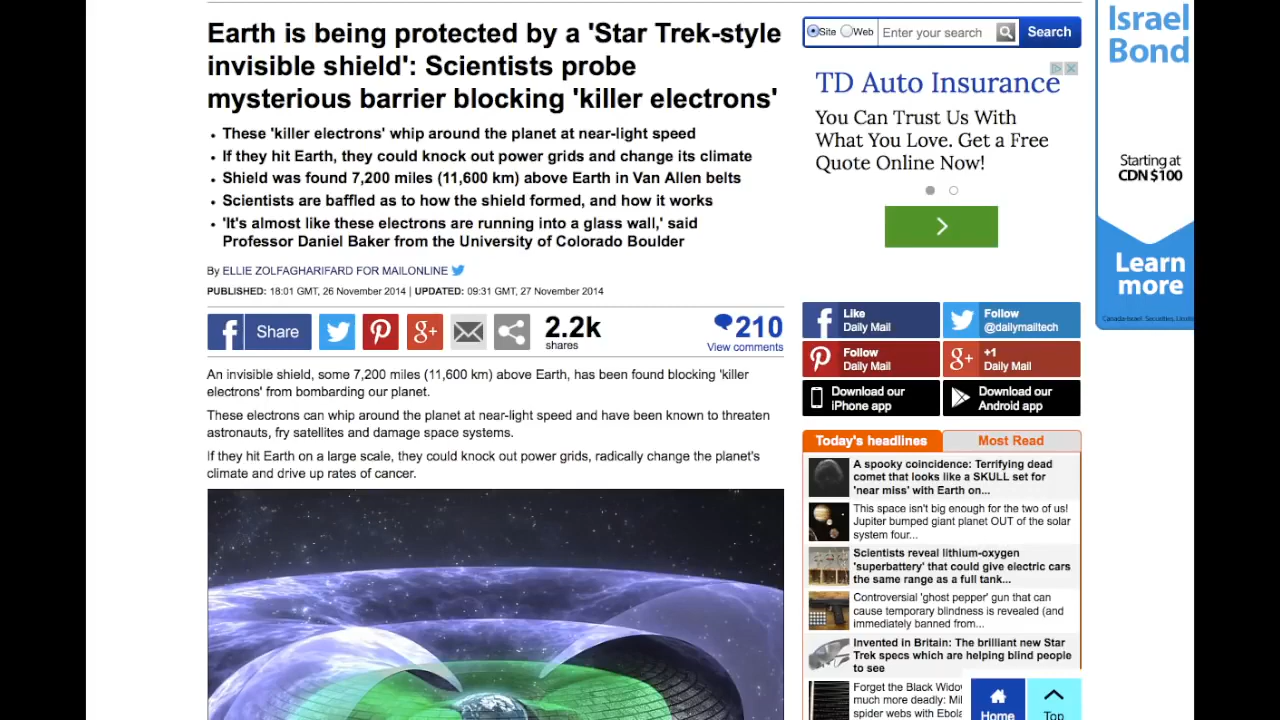 Earth is being protected by a 'Star Trek-style
invisible shield': Scientists probe
mysterious barrier blocking 'killer electrons'
These 'killer electrons' whip around the planet at near-light speed
If they hit Earth, they could knock out power grids and change its climate
Shield was found 7,200 miles (11,600 km) above Earth in Van Allen belts
Scientists are baffled as to how the shield formed, and how it works
'It's almost like these electrons are running into a glass wall,' said
Professor Daniel Baker from the University of Colorado Boulder
By ELLIE ZOLFAGHARIFARD FOR MAILONLINE
PUBLISHED: 18:01 GMT, 26 November 2014 | UPDATED: 09:31 GMT, 27 November 2014
f Share
g+
2.2k
shares
210
View comments
An invisible shield, some 7,200 miles (11,600 km) above Earth, has been found blocking 'killer
electrons' from bombarding our planet.
These electrons can whip around the planet at near-light speed and have been known to threaten
astronauts, fry satellites and damage space systems.
If they hit Earth on a large scale, they could knock out power grids, radically change the planet's
climate and drive up rates of cancer.
Site Web Enter your search Search
TD Auto Insurance
You Can Trust Us With
What You Love. Get a Free
Quote Online Now!
Like
Daily Mail
Follow
@dailymailtech
Follow
Daily Mail
g+ +1
Daily Mail
Download our
iPhone app
Download our
Android app
Today's headlines Most Read
A spooky coincidence: Terrifying dead
comet that looks like a SKULL set for
'near miss' with Earth on...
This space isn't big enough for the two of us!
Jupiter bumped giant planet OUT of the solar
system four...
Scientists reveal lithium-oxygen
'superbattery' that could give electric cars
the same range as a full tank...
Controversial 'ghost pepper' gun that can
cause temporary blindness is revealed (and
immediately banned from...
Invented in Britain: The brilliant new Star
Trek specs which are helping blind people
to see
Forget the Black Widow
much more deadly:
spider webs with Ebola
Home
Top
Israel
Bond
Starting at
CDN $100
Learn
more